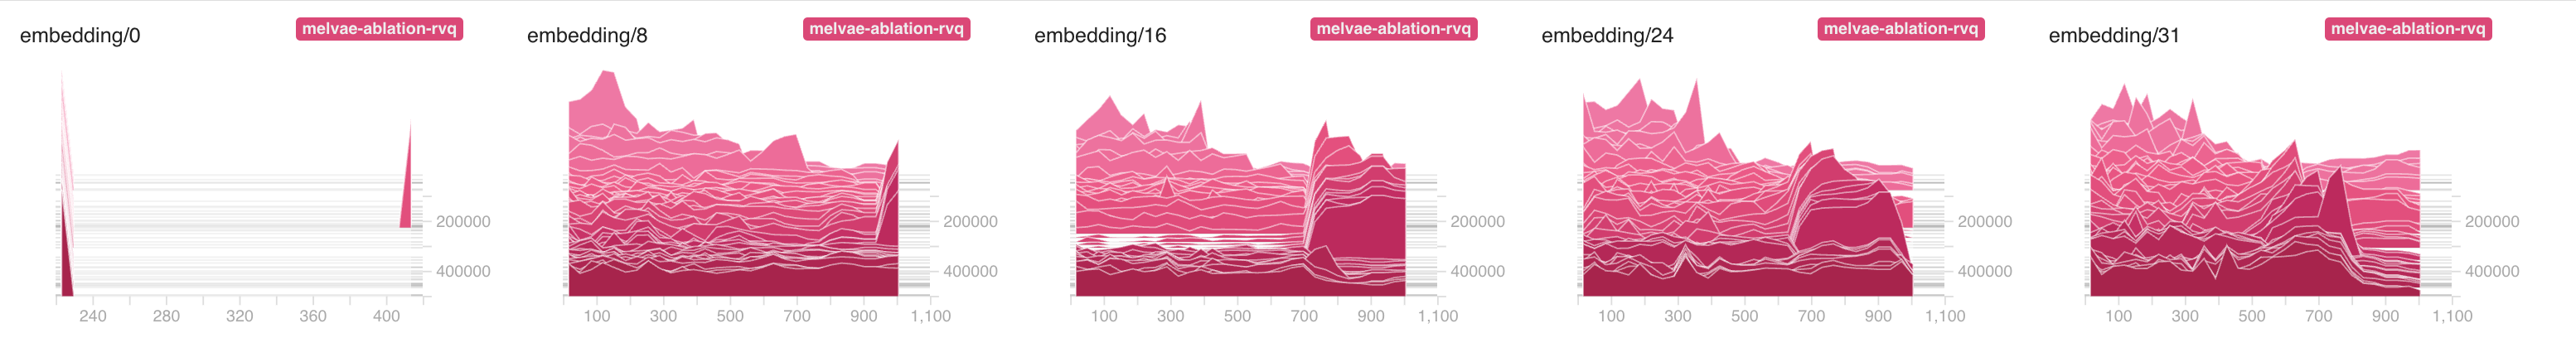 embedding/0 melvae-ablation-rvq
200000
400000
240 280 320 360 400
embedding/8 melvae-ablation-rvq
200000
400000
100 300 500 700 900 1,100
embedding/16 melvae-ablation-rvq
200000
400000
100 300 500 700 900 1,100
embedding/24 melvae-ablation-rvq
200000
400000
100 300 500 700 900 1,100
embedding/31 melvae-ablation-rvq
200000
400000
100 300 500 700 900 1,100